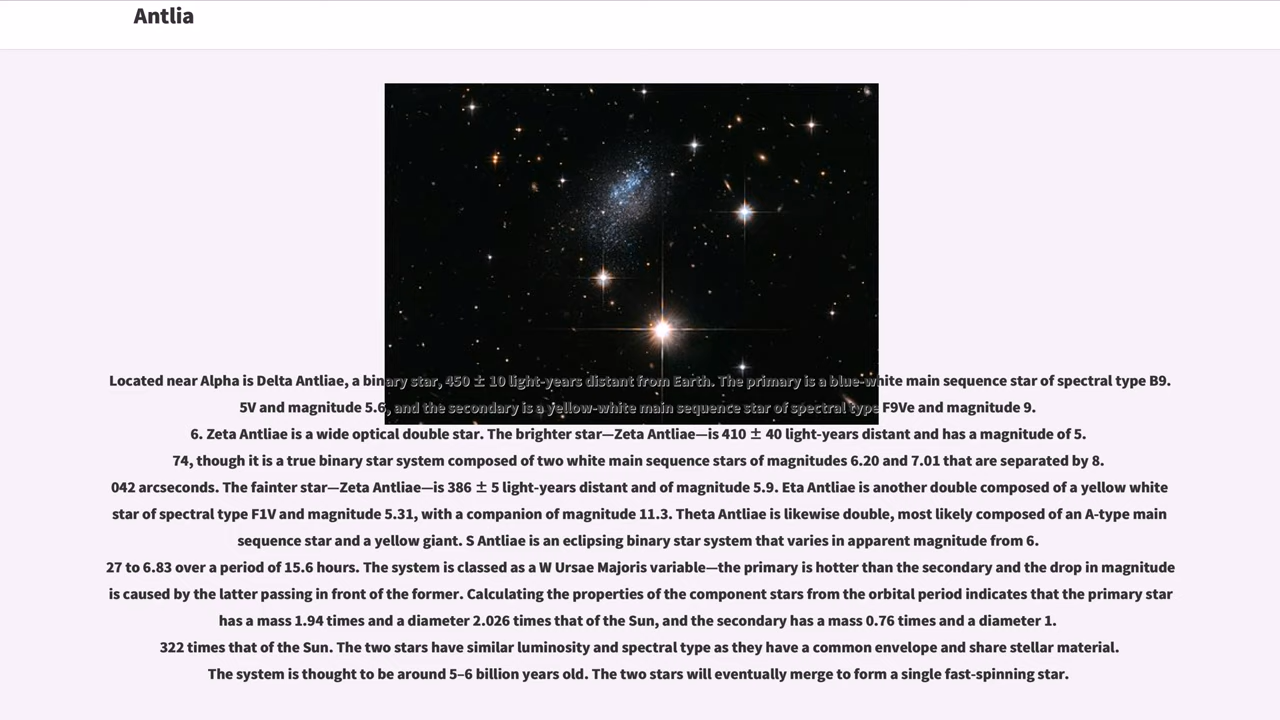 Antlia
Located near Alpha is Delta Antliae, a binary star, 450 ± 10 light-years distant from Earth. The primary is a blue-white main sequence star of spectral type B9.
5V and magnitude 5.6, and the secondary is a yellow-white main sequence star of spectral type F9Ve and magnitude 9.
6. Zeta Antliae is a wide optical double star. The brighter star—Zeta Antliae—is 410 ± 40 light-years distant and has a magnitude of 5.
74, though it is a true binary star system composed of two white main sequence stars of magnitudes 6.20 and 7.01 that are separated by 8.
042 arcseconds. The fainter star—Zeta Antliae—is 386 ± 5 light-years distant and of magnitude 5.9. Eta Antliae is another double composed of a yellow white
star of spectral type F1V and magnitude 5.31, with a companion of magnitude 11.3. Theta Antliae is likewise double, most likely composed of an A-type main
sequence star and a yellow giant. S Antliae is an eclipsing binary star system that varies in apparent magnitude from 6.
27 to 6.83 over a period of 15.6 hours. The system is classed as a W Ursae Majoris variable—the primary is hotter than the secondary and the drop in magnitude
is caused by the latter passing in front of the former. Calculating the properties of the component stars from the orbital period indicates that the primary star
has a mass 1.94 times and a diameter 2.026 times that of the Sun, and the secondary has a mass 0.76 times and a diameter 1.
322 times that of the Sun. The two stars have similar luminosity and spectral type as they have a common envelope and share stellar material.
The system is thought to be around 5–6 billion years old. The two stars will eventually merge to form a single fast-spinning star.